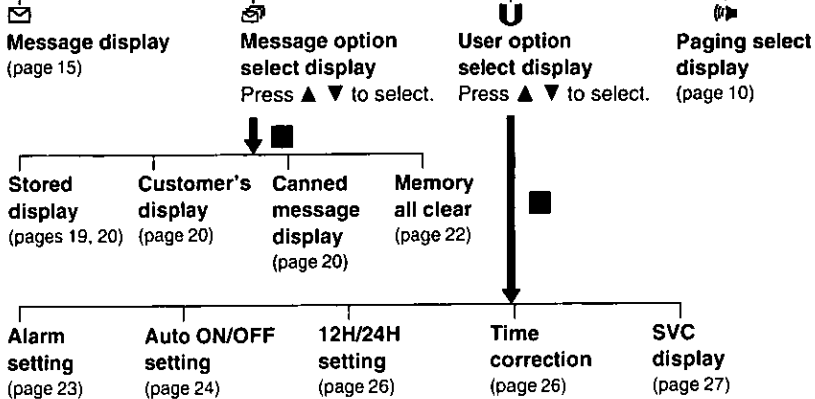 Message display
(page 15)
Message option
select display
Press ▲ ▼ to select.
User option
select display
Press ▲ ▼ to select.
Paging select
display
(page 10)
Stored
display
(pages 19, 20)
Customer's
display
(page 20)
Canned
message
display
(page 20)
Memory
all clear
(page 22)
Alarm
setting
(page 23)
Auto ON/OFF
setting
(page 24)
12H/24H
setting
(page 26)
Time
correction
(page 26)
SVC
display
(page 27)